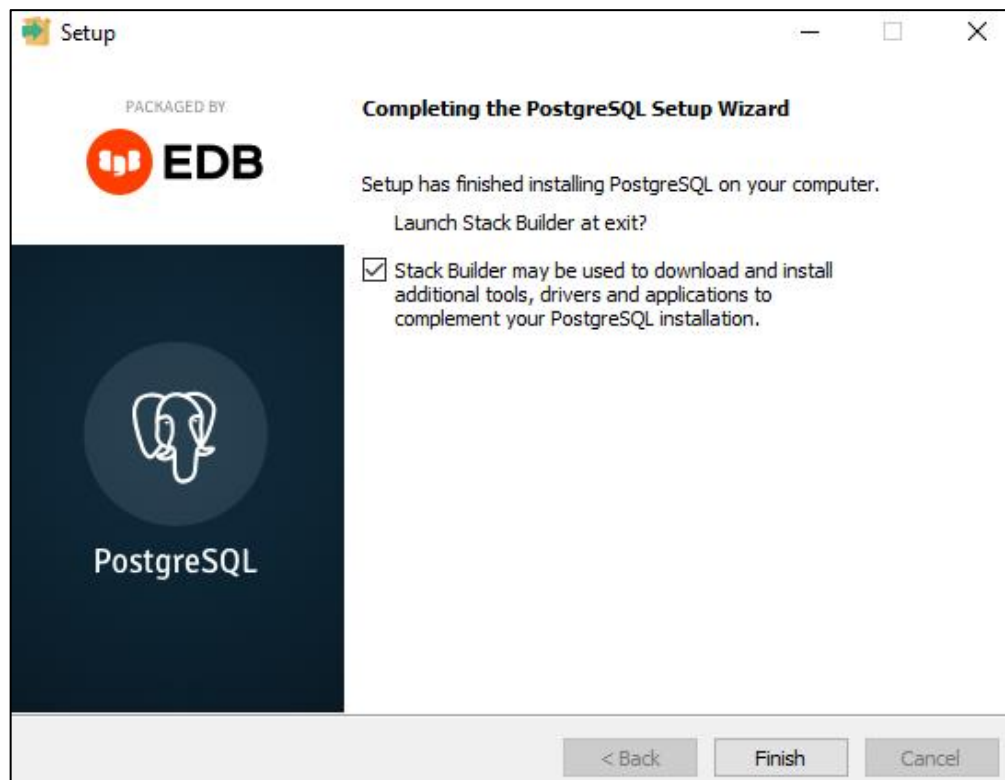 Setup
PACKAGED BY
EDB
PostgreSQL
Completing the PostgreSQL Setup Wizard
Setup has finished installing PostgreSQL on your computer.
Launch Stack Builder at exit?
Stack Builder may be used to download and install
additional tools, drivers and applications to
complement your PostgreSQL installation.
< Back
Finish
Cancel